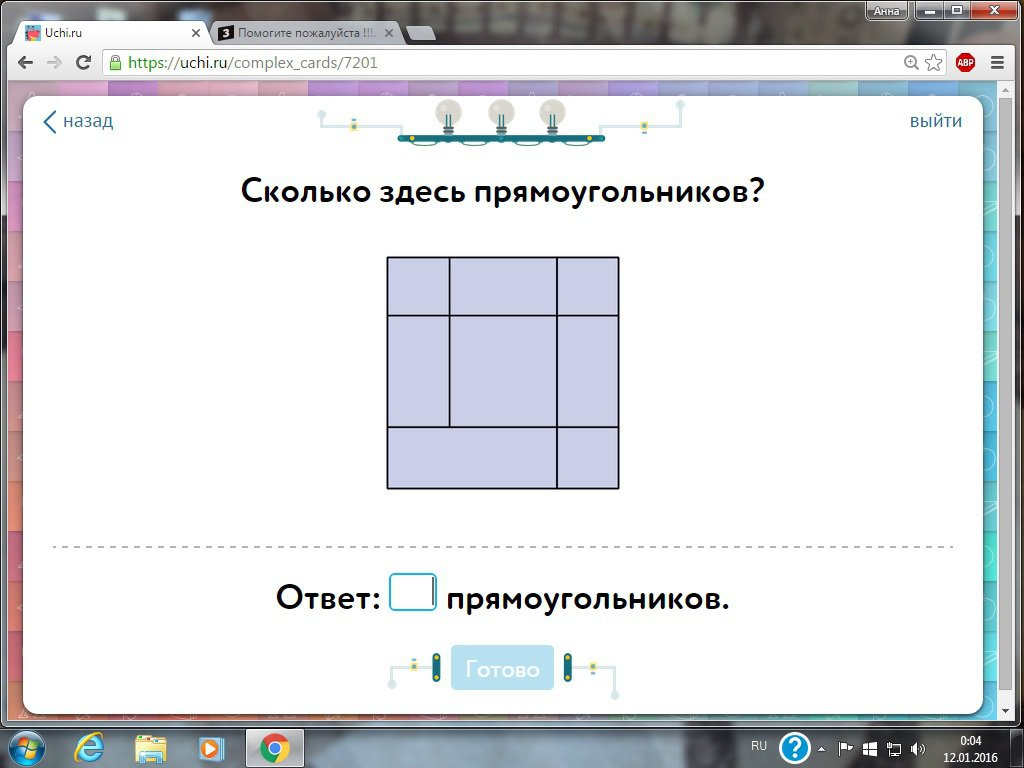 Анна
Uchi.ru
З Помогите пожалуйста !!!
https://uchi.ru/complex_cards/7201
ABP
назад
выйти
Сколько здесь прямоугольников?
Ответ: прямоугольников.
Готово
RU
0:04
12.01.2016